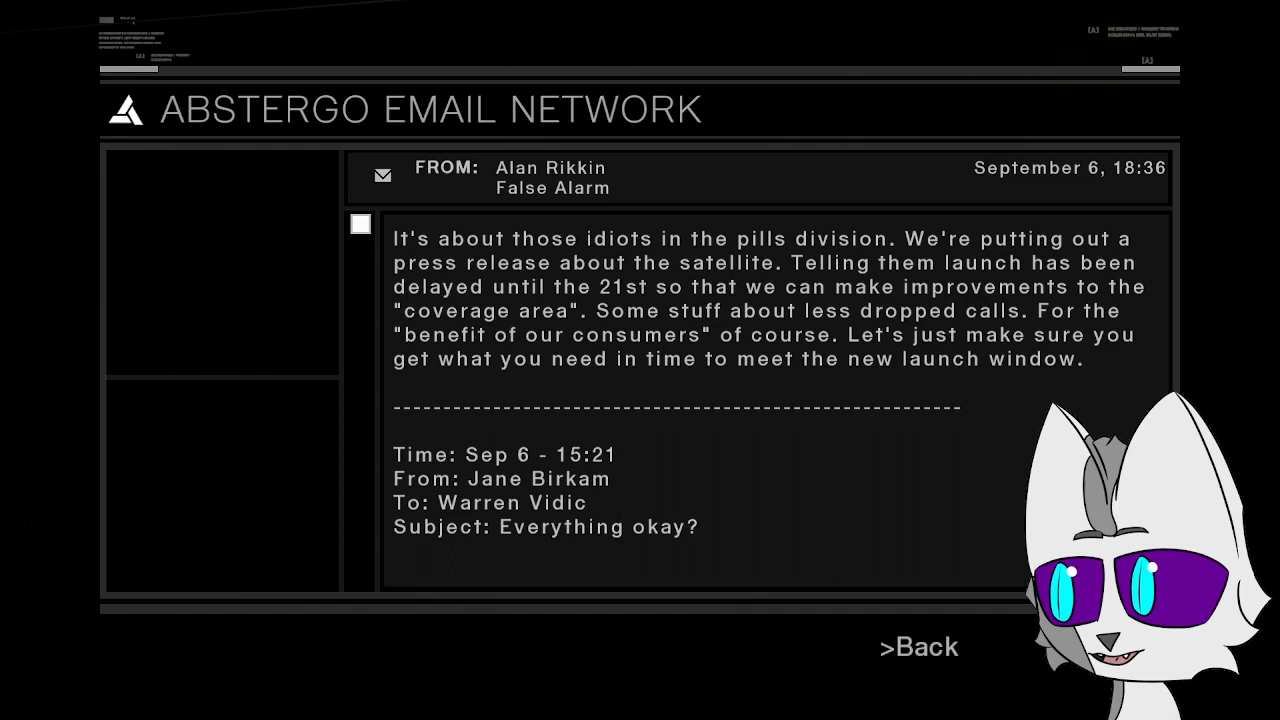 [A]
[A]
[A]
ABSTERGO EMAIL NETWORK
FROM: Alan Rikkin
September 6, 18:36
False Alarm
It's about those idiots in the pills division. We're putting out a
press release about the satellite. Telling them launch has been
delayed until the 21st so that we can make improvements to the
"coverage area". Some stuff about less dropped calls. For the
"benefit of our consumers" of course. Let's just make sure you
get what you need in time to meet the new launch window.
---------------------------------------------------------
Time: Sep 6 - 15:21
From: Jane Birkam
To: Warren Vidic
Subject: Everything okay?
>Back